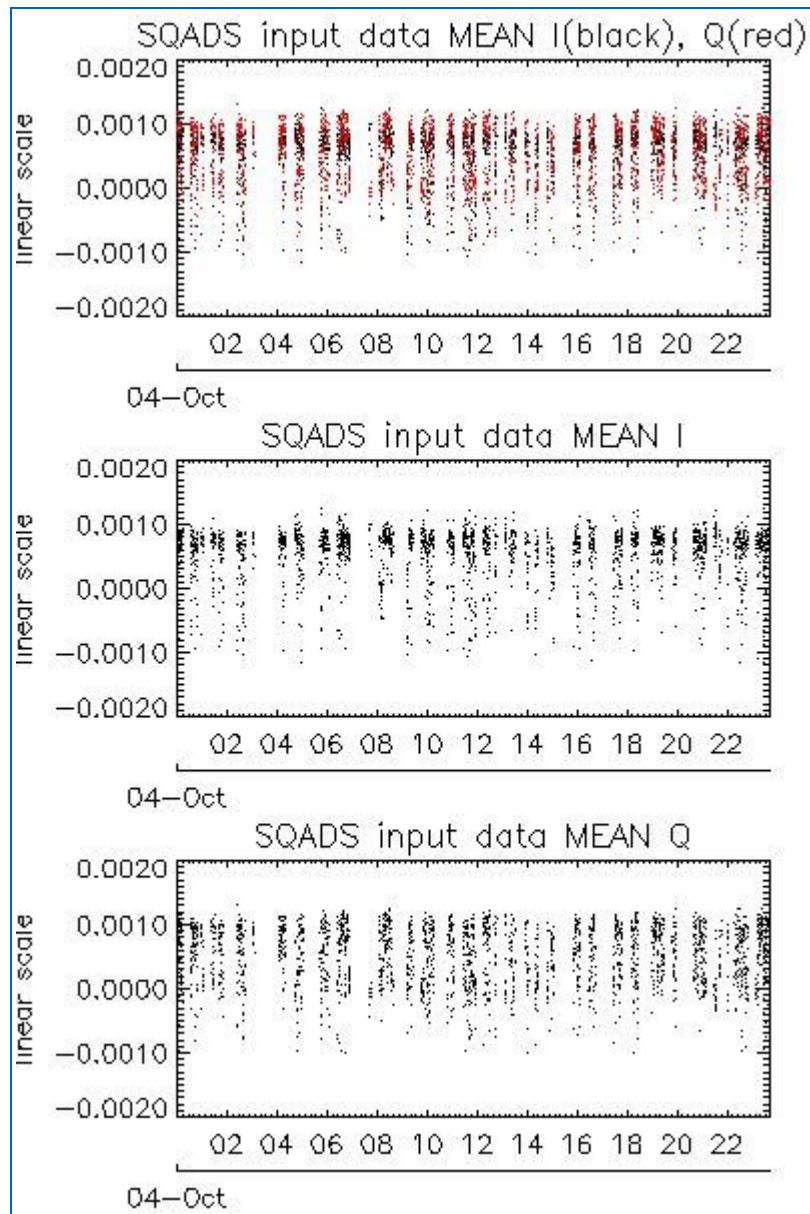 SQADS input data MEAN I(black), Q(red)
0.0020
0.0010
0.0000
−0.0010
−0.0020
linear scale
02 04 06 08 10 12 14 16 18 20 22
04−Oct
SQADS input data MEAN I
0.0020
0.0010
0.0000
−0.0010
−0.0020
linear scale
02 04 06 08 10 12 14 16 18 20 22
04−Oct
SQADS input data MEAN Q
0.0020
0.0010
0.0000
−0.0010
−0.0020
linear scale
02 04 06 08 10 12 14 16 18 20 22
04−Oct